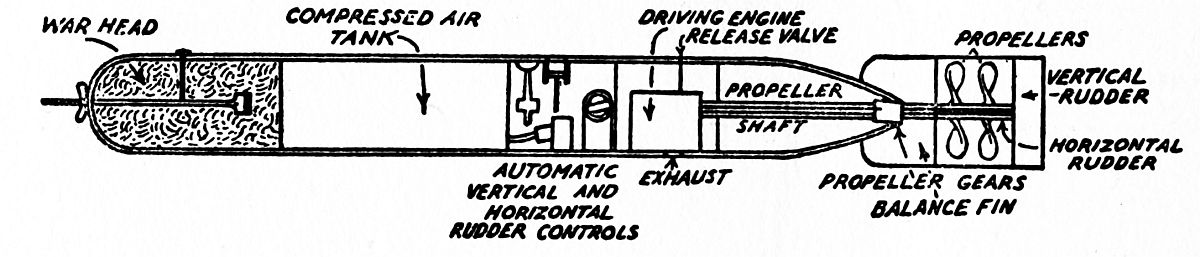 WAR HEAD
COMPRESSED AIR
TANK
DRIVING ENGINE
RELEASE VALVE
PROPELLERS
VERTICAL
RUDDER
PROPELLER
SHAFT
HORIZONTAL
RUDDER
AUTOMATIC
VERTICAL AND
HORIZONTAL
RUDDER CONTROLS
EXHAUST
PROPELLER GEARS
BALANCE FIN